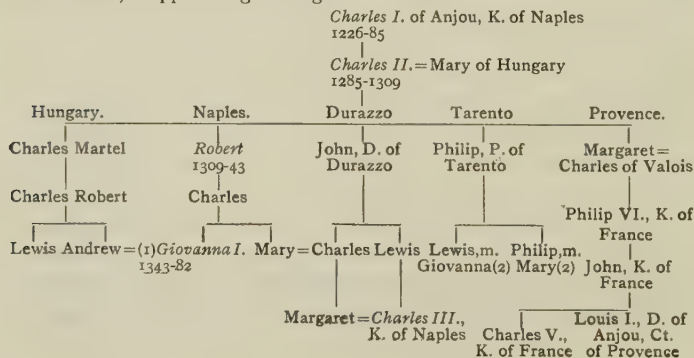 Charles I. of Anjou, K. of Naples
1226-85
Charles II.=Mary of Hungary
1285-1309
Hungary. Naples. Durazzo Tarento Provence.
Charles Martel Robert John, D. of Philip, P. of Margaret=
1309-43 Durazzo Tarento Charles of Valois
Charles Robert Charles
Philip VI., K. of
France
Lewis Andrew=(1)Giovanna I. Mary=Charles Lewis Lewis,m. Philip,m.
1343-82 Giovanna(2) Mary(2) John, K. of
France
Margaret=Charles III., Louis I., D. of
K. of Naples Charles V., Anjou, Ct.
K. of France of Provence